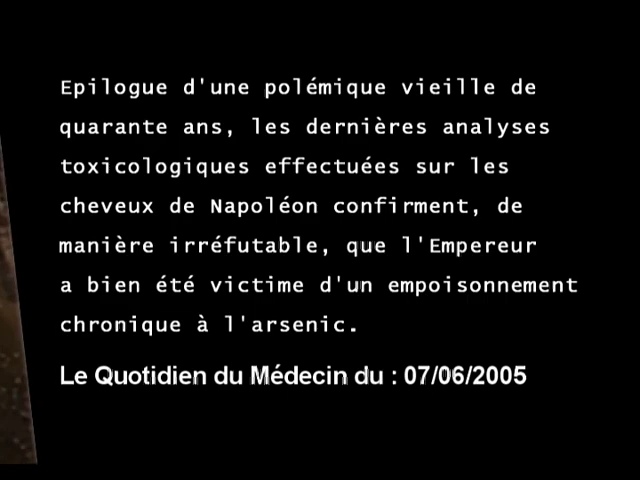 Epilogue d'une polémique vieille de
quarante ans, les dernières analyses
toxicologiques effectuées sur les
cheveux de Napoléon confirment, de
manière irréfutable, que l'Empereur
a bien été victime d'un empoisonnement
chronique à l'arsenic.
Le Quotidien du Médecin du : 07/06/2005